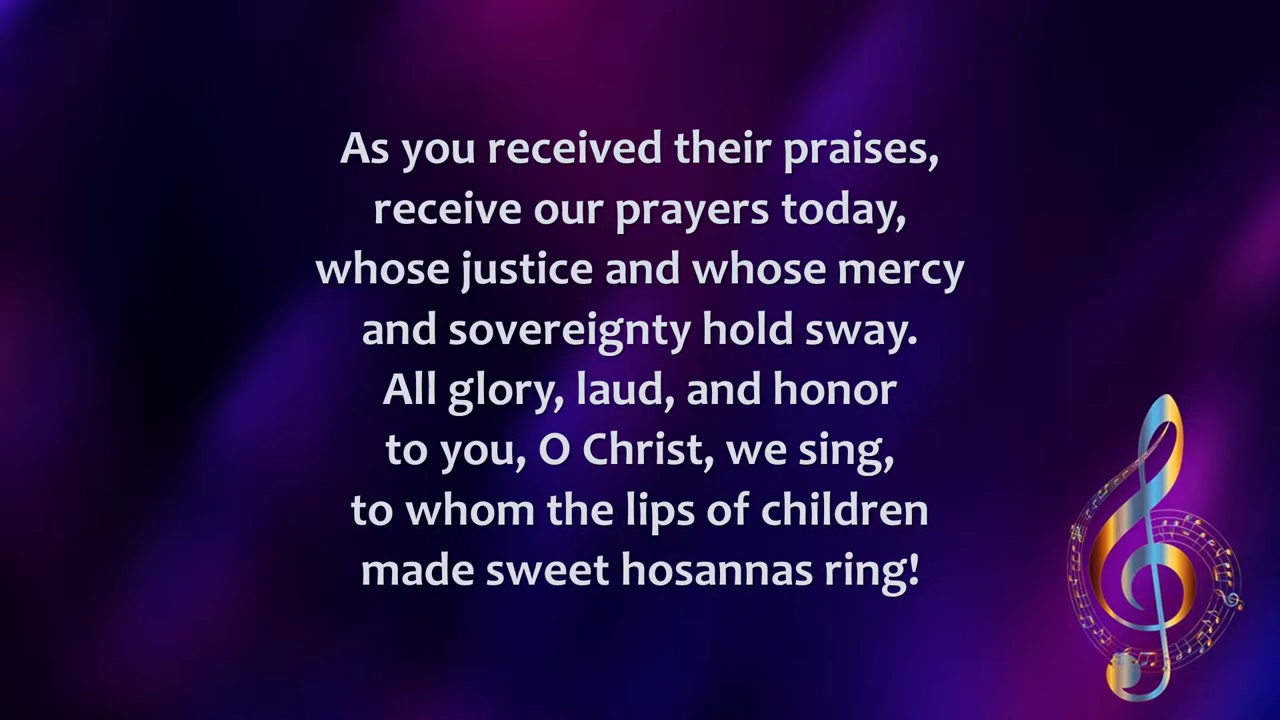 As you received their praises,
receive our prayers today,
whose justice and whose mercy
and sovereignty hold sway.
All glory, laud, and honor
to you, O Christ, we sing,
to whom the lips of children
made sweet hosannas ring!